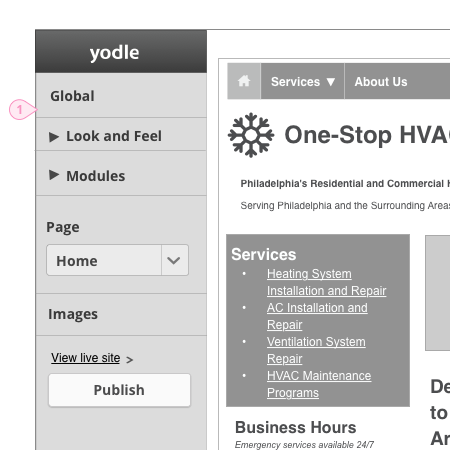 yodle
1
Global
Look and Feel
Modules
Page
Home
Images
View live site >
Publish
Services ▼ About Us
One-Stop HVA
Philadelphia's Residential and Commercial
Serving Philadelphia and the Surrounding Areas
Services
• Heating System
Installation and Repair
• AC Installation and
Repair
• Ventilation System
Repair
• HVAC Maintenance
Programs
Business Hours
Emergency services available 24/7
De
to
Ar